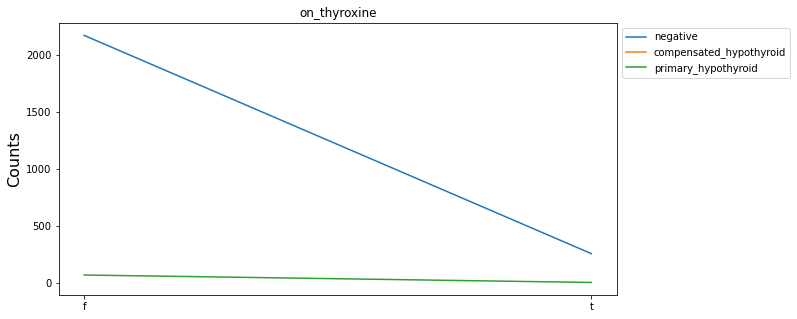 on_thyroxine
negative
compensated_hypothyroid
primary_hypothyroid
Counts
2000
1500
1000
500
0
f
t